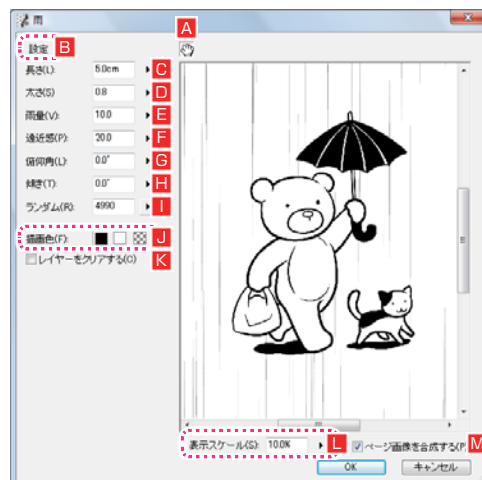 雨
A
設定 B
長さ(L): 5.0cm C
太さ(S) 0.8 D
雨量(V): 10.0 E
遠近感(P): 20.0 F
俯仰角(L): 0.0° G
傾き(T): 0.0° H
ランダム(R): 4990 I
描画色(F): J
レイヤーをクリアする(C) K
表示スケール(S): 10.0% L ページ画像を合成する(P) M
OK キャンセル